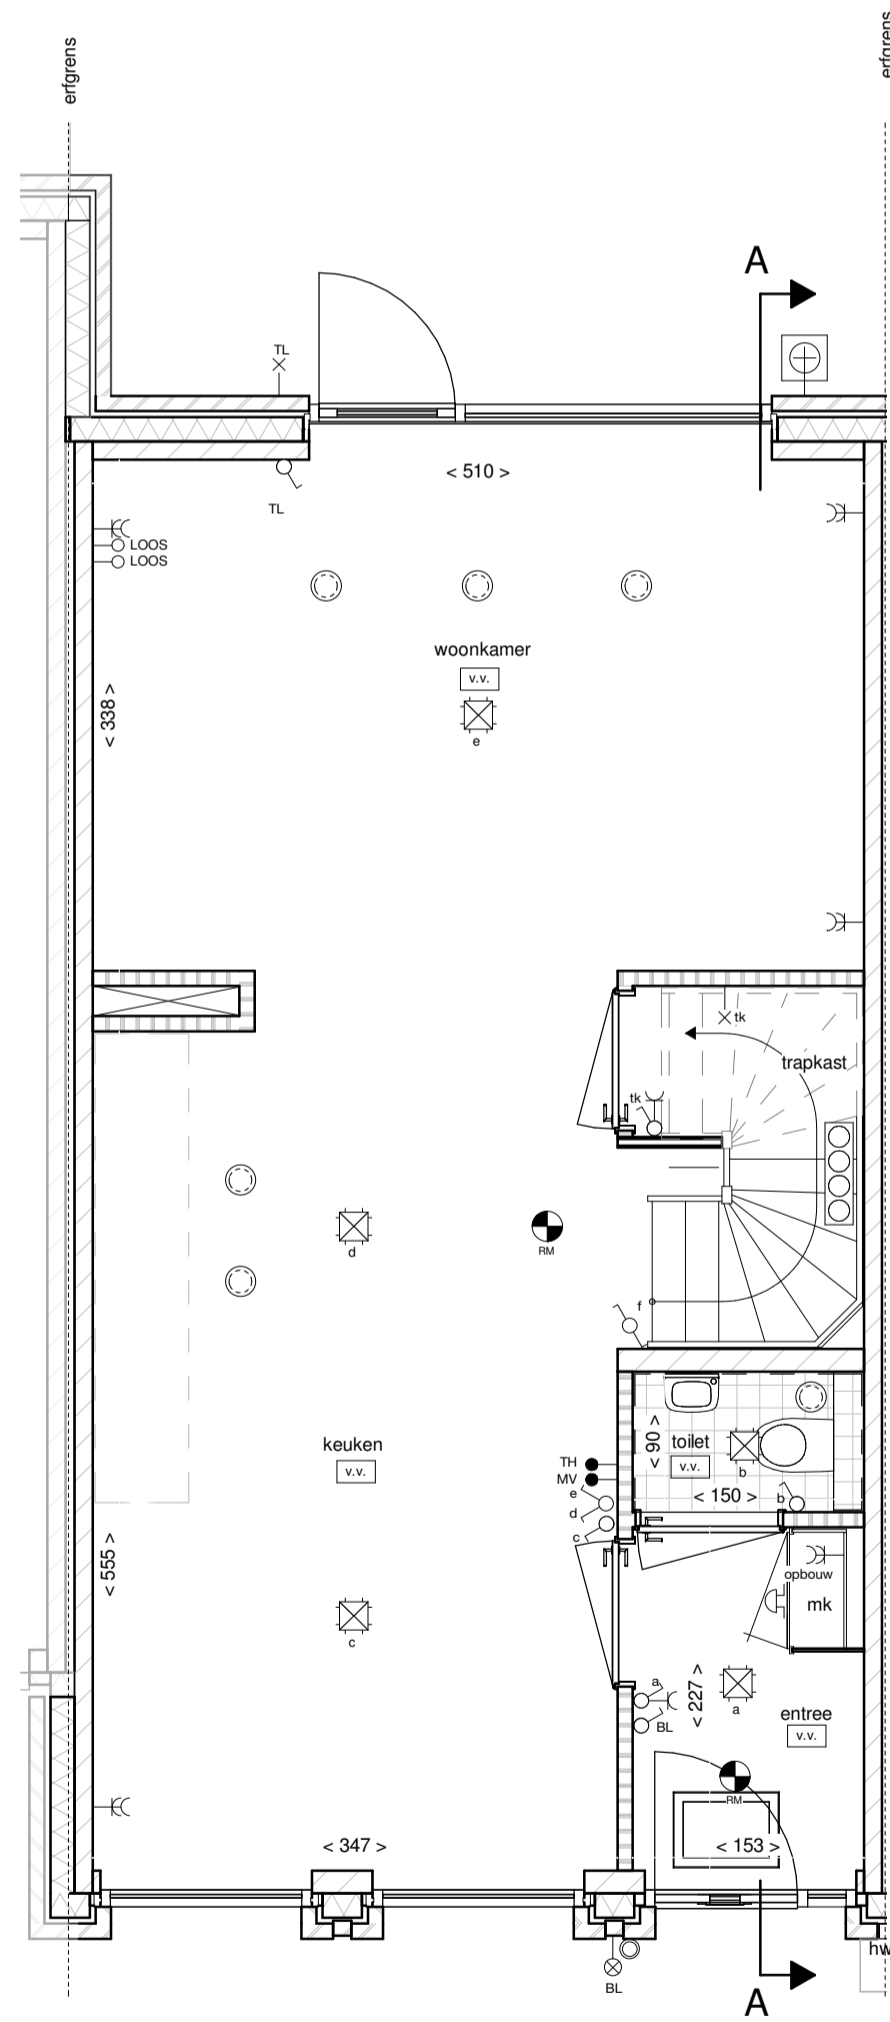 erfgrens
erfgrens
A
TL
< 510 >
TL
LOOS
LOOS
woonkamer
v.v.
e
< 338 >
tk
trapkast
tk
d
RM
f
keuken
v.v.
TH
MV
e
d
c
< 90 >
toilet
v.v.
b
< 150 >
b
opbouw
mk
< 555 >
c
a
BL
< 227 >
a
entree
v.v.
RM
< 347 >
< 153 >
hw
BL
A